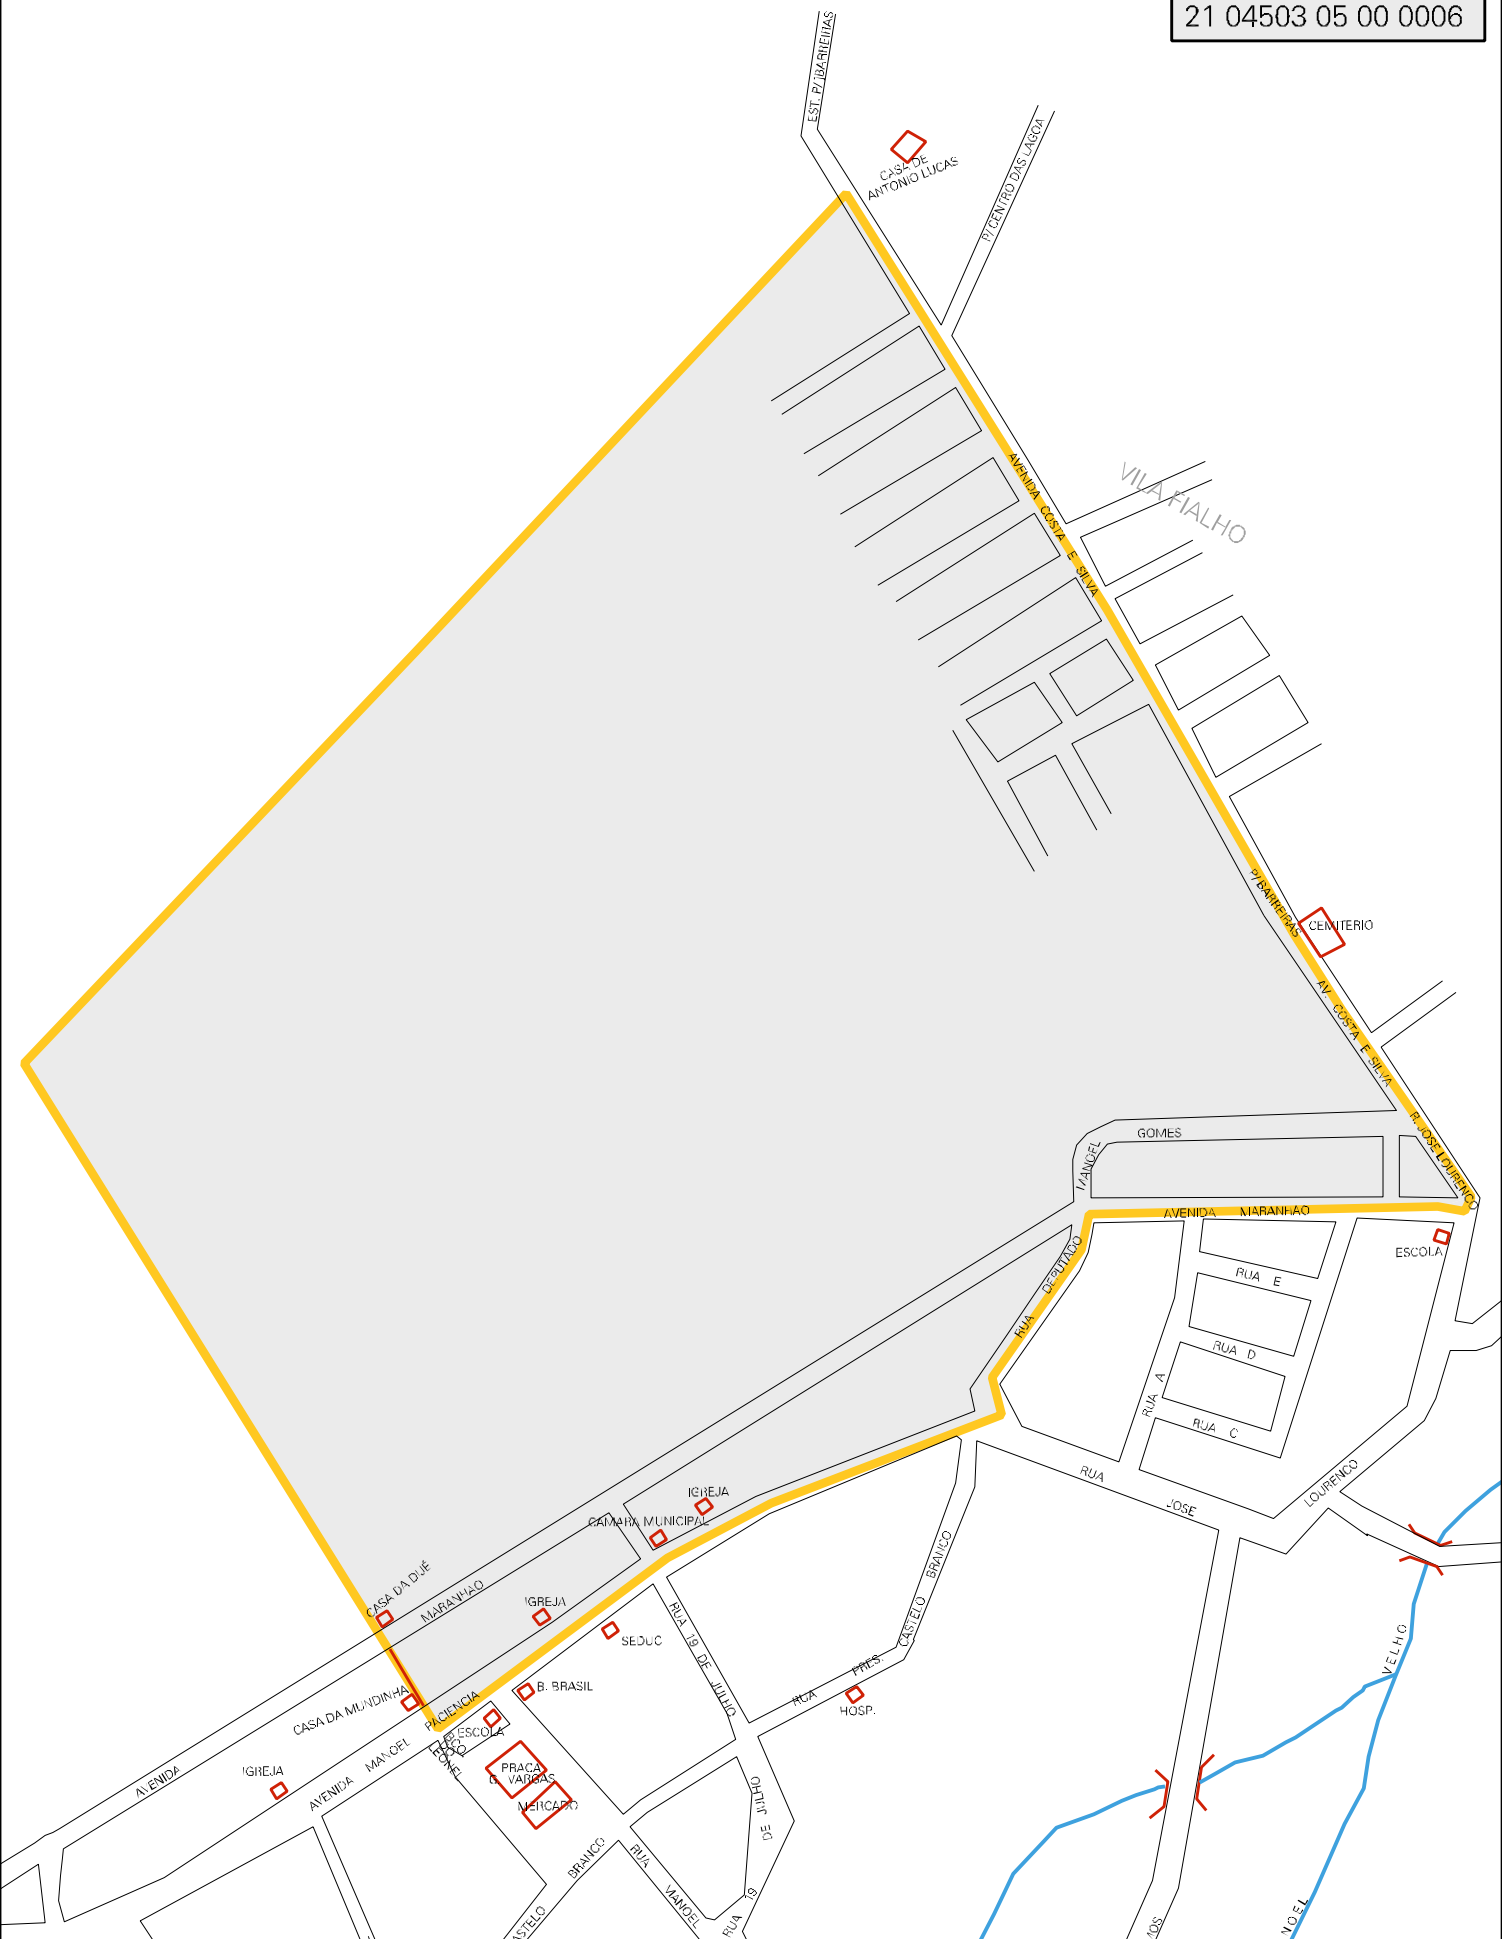 21 04503 05 00 0006
EST. P/ BARREIRAS
CASA DE
ANTONIO LUCAS
P/ CENTRO DAS LAGOA
AVENIDA COSTA E SILVA
VILA FIALHO
P/ BARREIRAS
CEMITERIO
AV. COSTA E SILVA
R. JOSE LOURENCO
GOMES
MANOEL
AVENIDA MARANHAO
ESCOLA
RUA DEPUTADO
RUA E
RUA D
RUA A
RUA C
RUA JOSE
LOURENCO
IGREJA
CAMARA MUNICIPAL
CASA DA DUÉ
MARANHAO
IGREJA
SEDUC
RUA 19 DE JULHO
RUA PRES. CASTELO BRANCO
HOSP.
VELHO
B. BRASIL
CASA DA MUNDINHA
PACIENCIA
ESCOLA
AVENIDA
IGREJA
AVENIDA MANOEL
PRACA
G. VARGAS
MERCADO
DE JULHO
BRANCO
RUA MANOEL
RUA 19